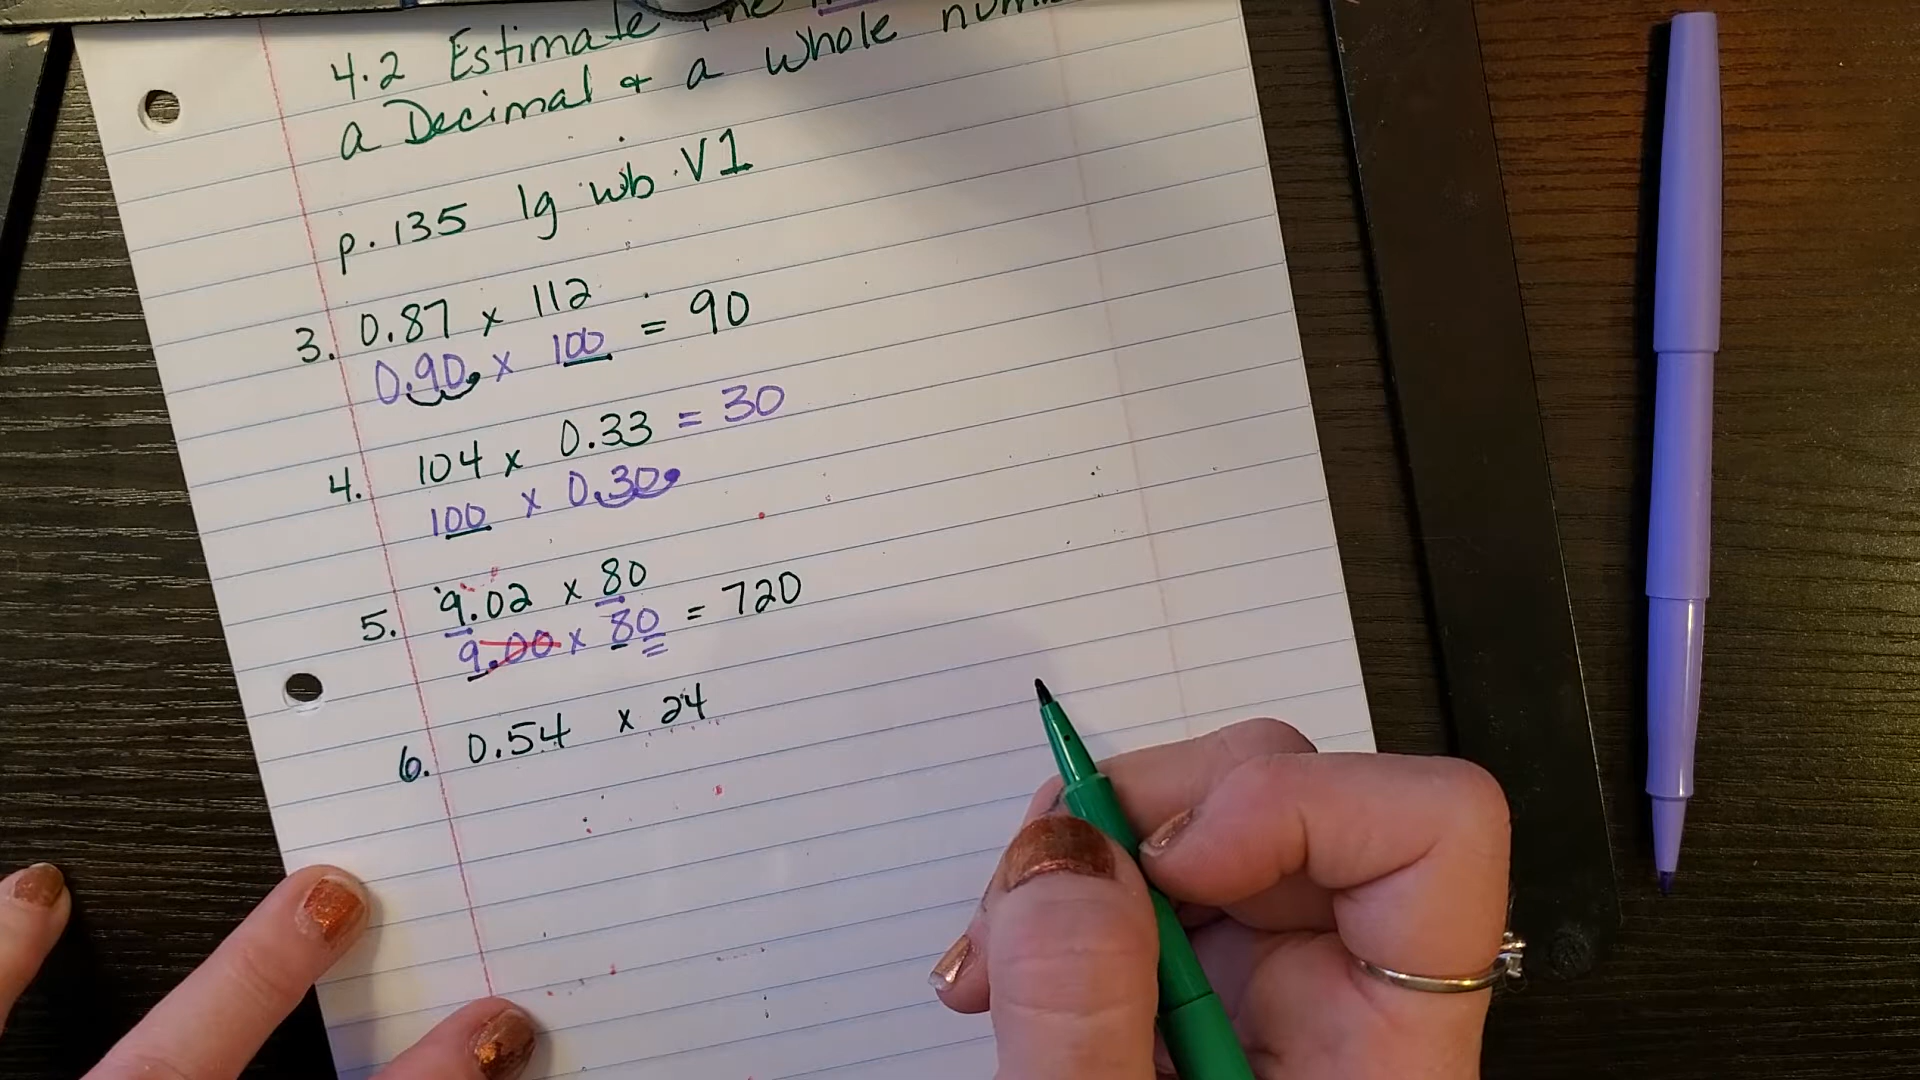 4.2 Estimate the
a Decimal + a whole
p. 135 lg wb V1
3. 0.87 x 112
0.90 x 100 = 90
4. 104 x 0.33 = 30
100 x 0.30
5. 9.02 x 80
9.00 x 80 = 720
6. 0.54 x 24